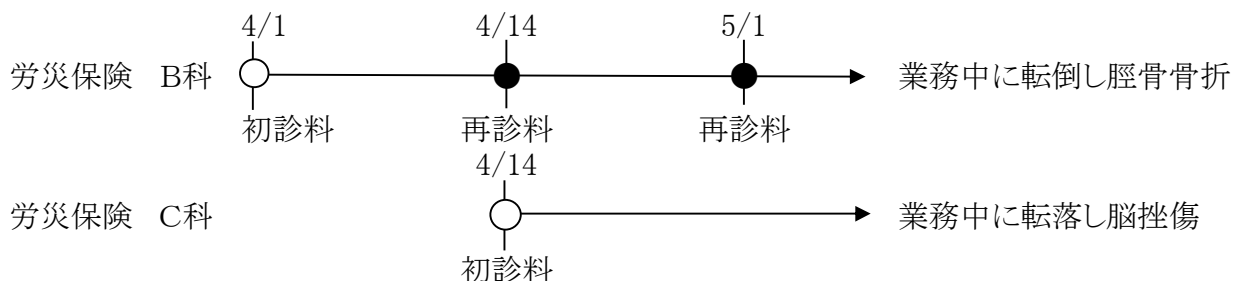 4/1 4/14 5/1
労災保険 B科 業務中に転倒し脛骨骨折
初診料 再診料 再診料
4/14
労災保険 C科 業務中に転落し脳挫傷
初診料